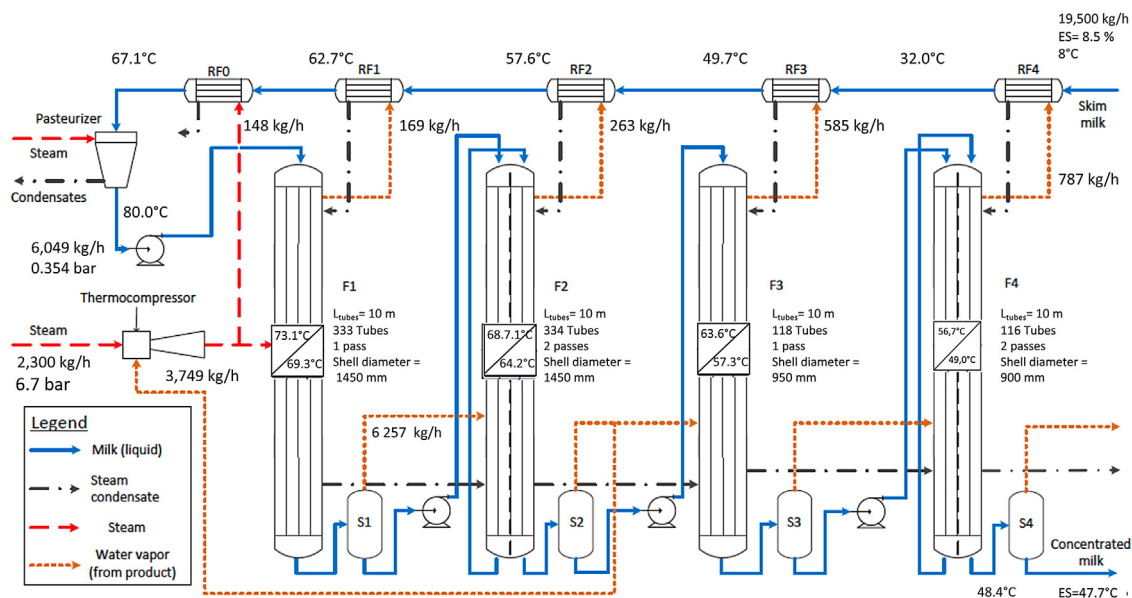 19,500 kg/h
ES= 8.5 %
8°C
67.1°C
62.7°C
57.6°C
49.7°C
32.0°C
RF0
RF1
RF2
RF3
RF4
Skim
milk
Pasteurizer
Steam
Condensates
148 kg/h
169 kg/h
263 kg/h
585 kg/h
787 kg/h
80.0°C
6,049 kg/h
0.354 bar
Thermocompressor
Steam
2,300 kg/h
6.7 bar
3,749 kg/h
F1
Ltubes= 10 m
333 Tubes
1 pass
Shell diameter =
1450 mm
73.1°C
69.3°C
F2
Ltubes= 10 m
334 Tubes
2 passes
Shell diameter =
1450 mm
68.7.1°C
64.2°C
F3
Ltubes= 10 m
118 Tubes
1 pass
Shell diameter =
950 mm
63.6°C
57.3°C
F4
Ltubes= 10 m
116 Tubes
2 passes
Shell diameter =
900 mm
56,7°C
49,0°C
6 257 kg/h
Legend
Milk (liquid)
Steam
condensate
Steam
Water vapor
(from product)
S1
S2
S3
S4
Concentrated
milk
48.4°C
ES=47.7°C